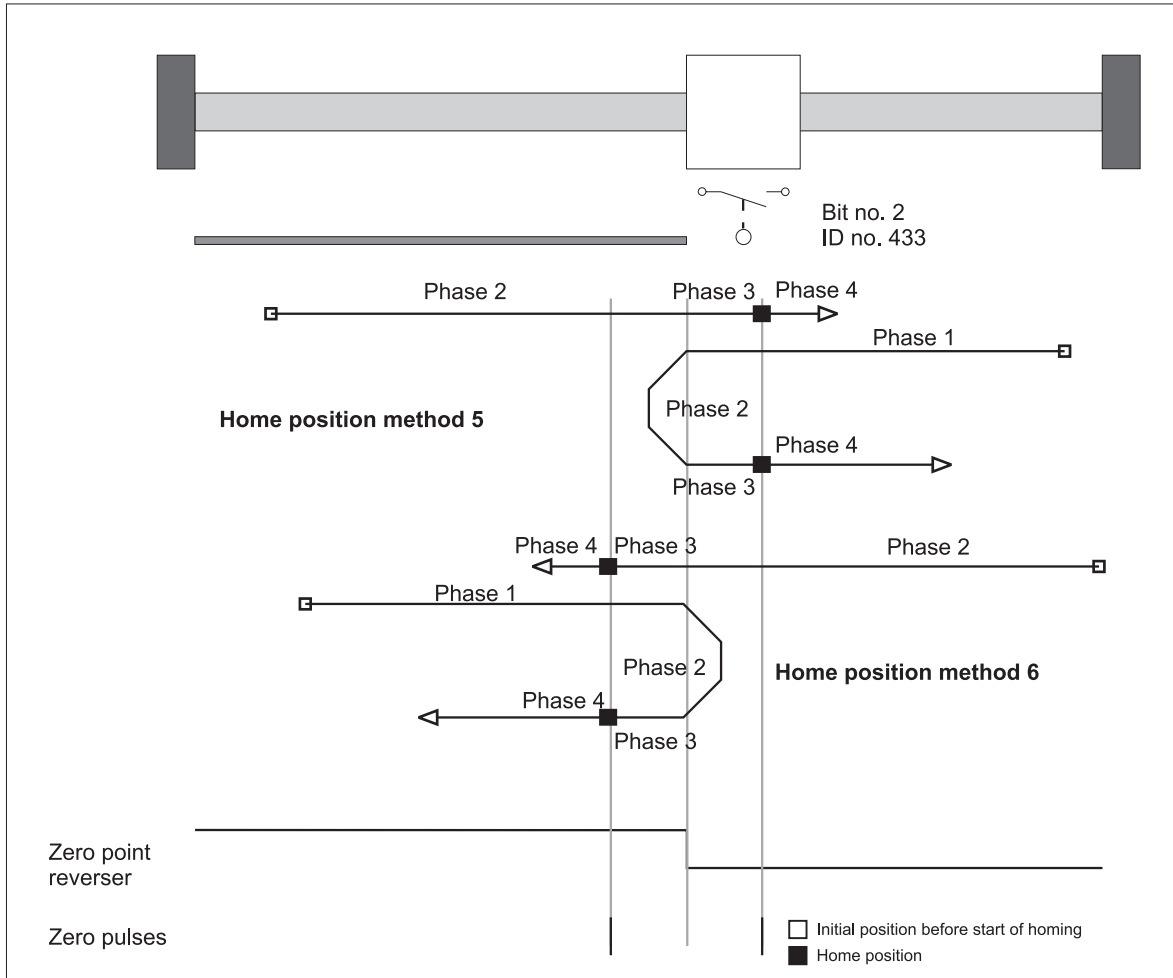 Bit no. 2
ID no. 433
Phase 2
Phase 3
Phase 4
Phase 1
Home position method 5
Phase 2
Phase 4
Phase 3
Phase 4
Phase 3
Phase 2
Phase 1
Phase 2
Home position method 6
Phase 4
Phase 3
Zero point
reverser
Zero pulses
Initial position before start of homing
Home position